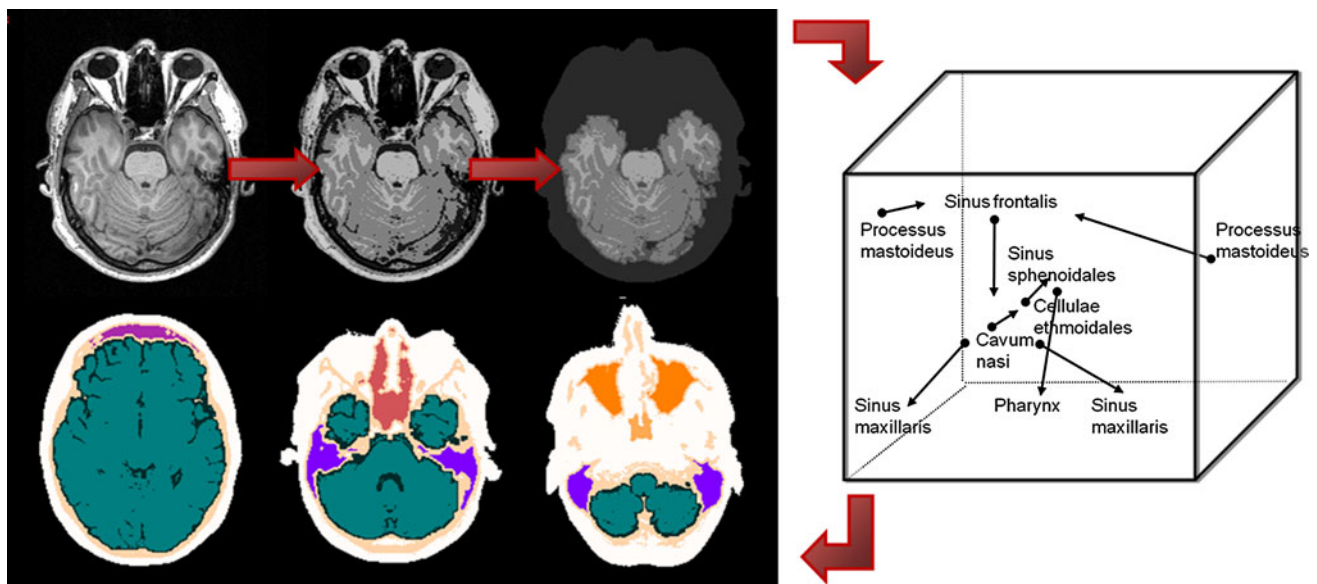 Sinus frontalis
Processus
mastoideus
Processus
mastoideus
Sinus
sphenoidales
Cellulae
ethmoidales
Cavum
nasi
Sinus
maxillaris
Pharynx
Sinus
maxillaris